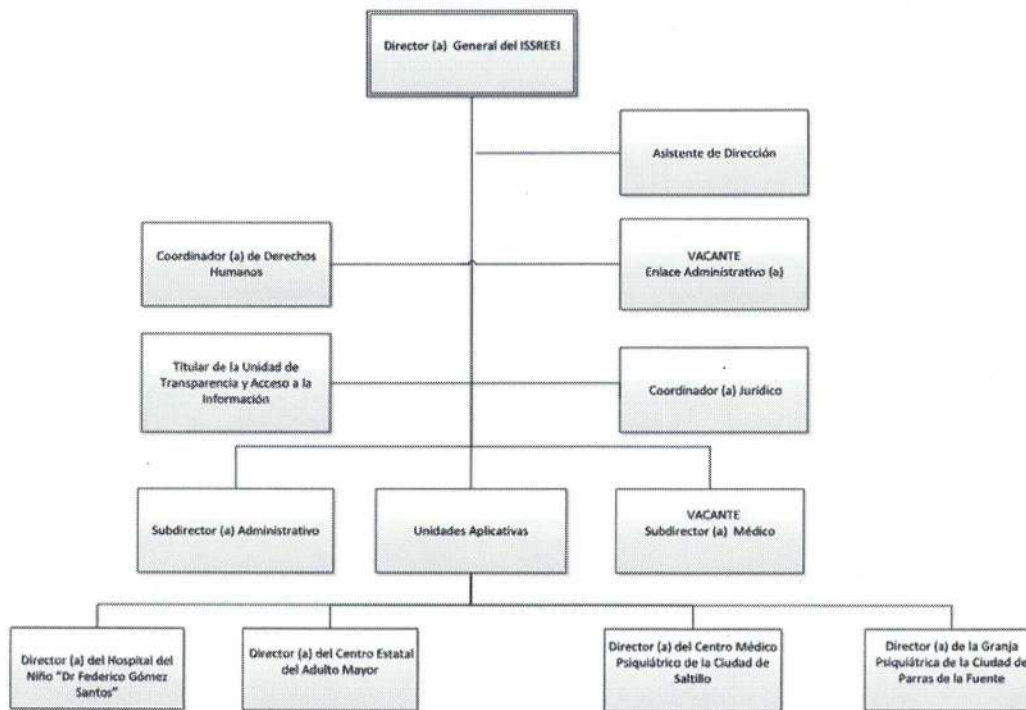 Director (a) General del ISSREEI
Asistente de Dirección
Coordinador (a) de Derechos
Humanos
VACANTE
Enlace Administrativo (a)
Titular de la Unidad de
Transparencia y Acceso a la
Información
Coordinador (a) Jurídico
Subdirector (a) Administrativo
Unidades Aplicativas
VACANTE
Subdirector (a) Médico
Director (a) del Hospital del
Niño "Dr Federico Gómez
Santos"
Director (a) del Centro Estatal
del Adulto Mayor
Director (a) del Centro Médico
Psiquiátrico de la Ciudad de
Saltillo
Director (a) de la Granja
Psiquiátrica de la Ciudad de
Parras de la Fuente